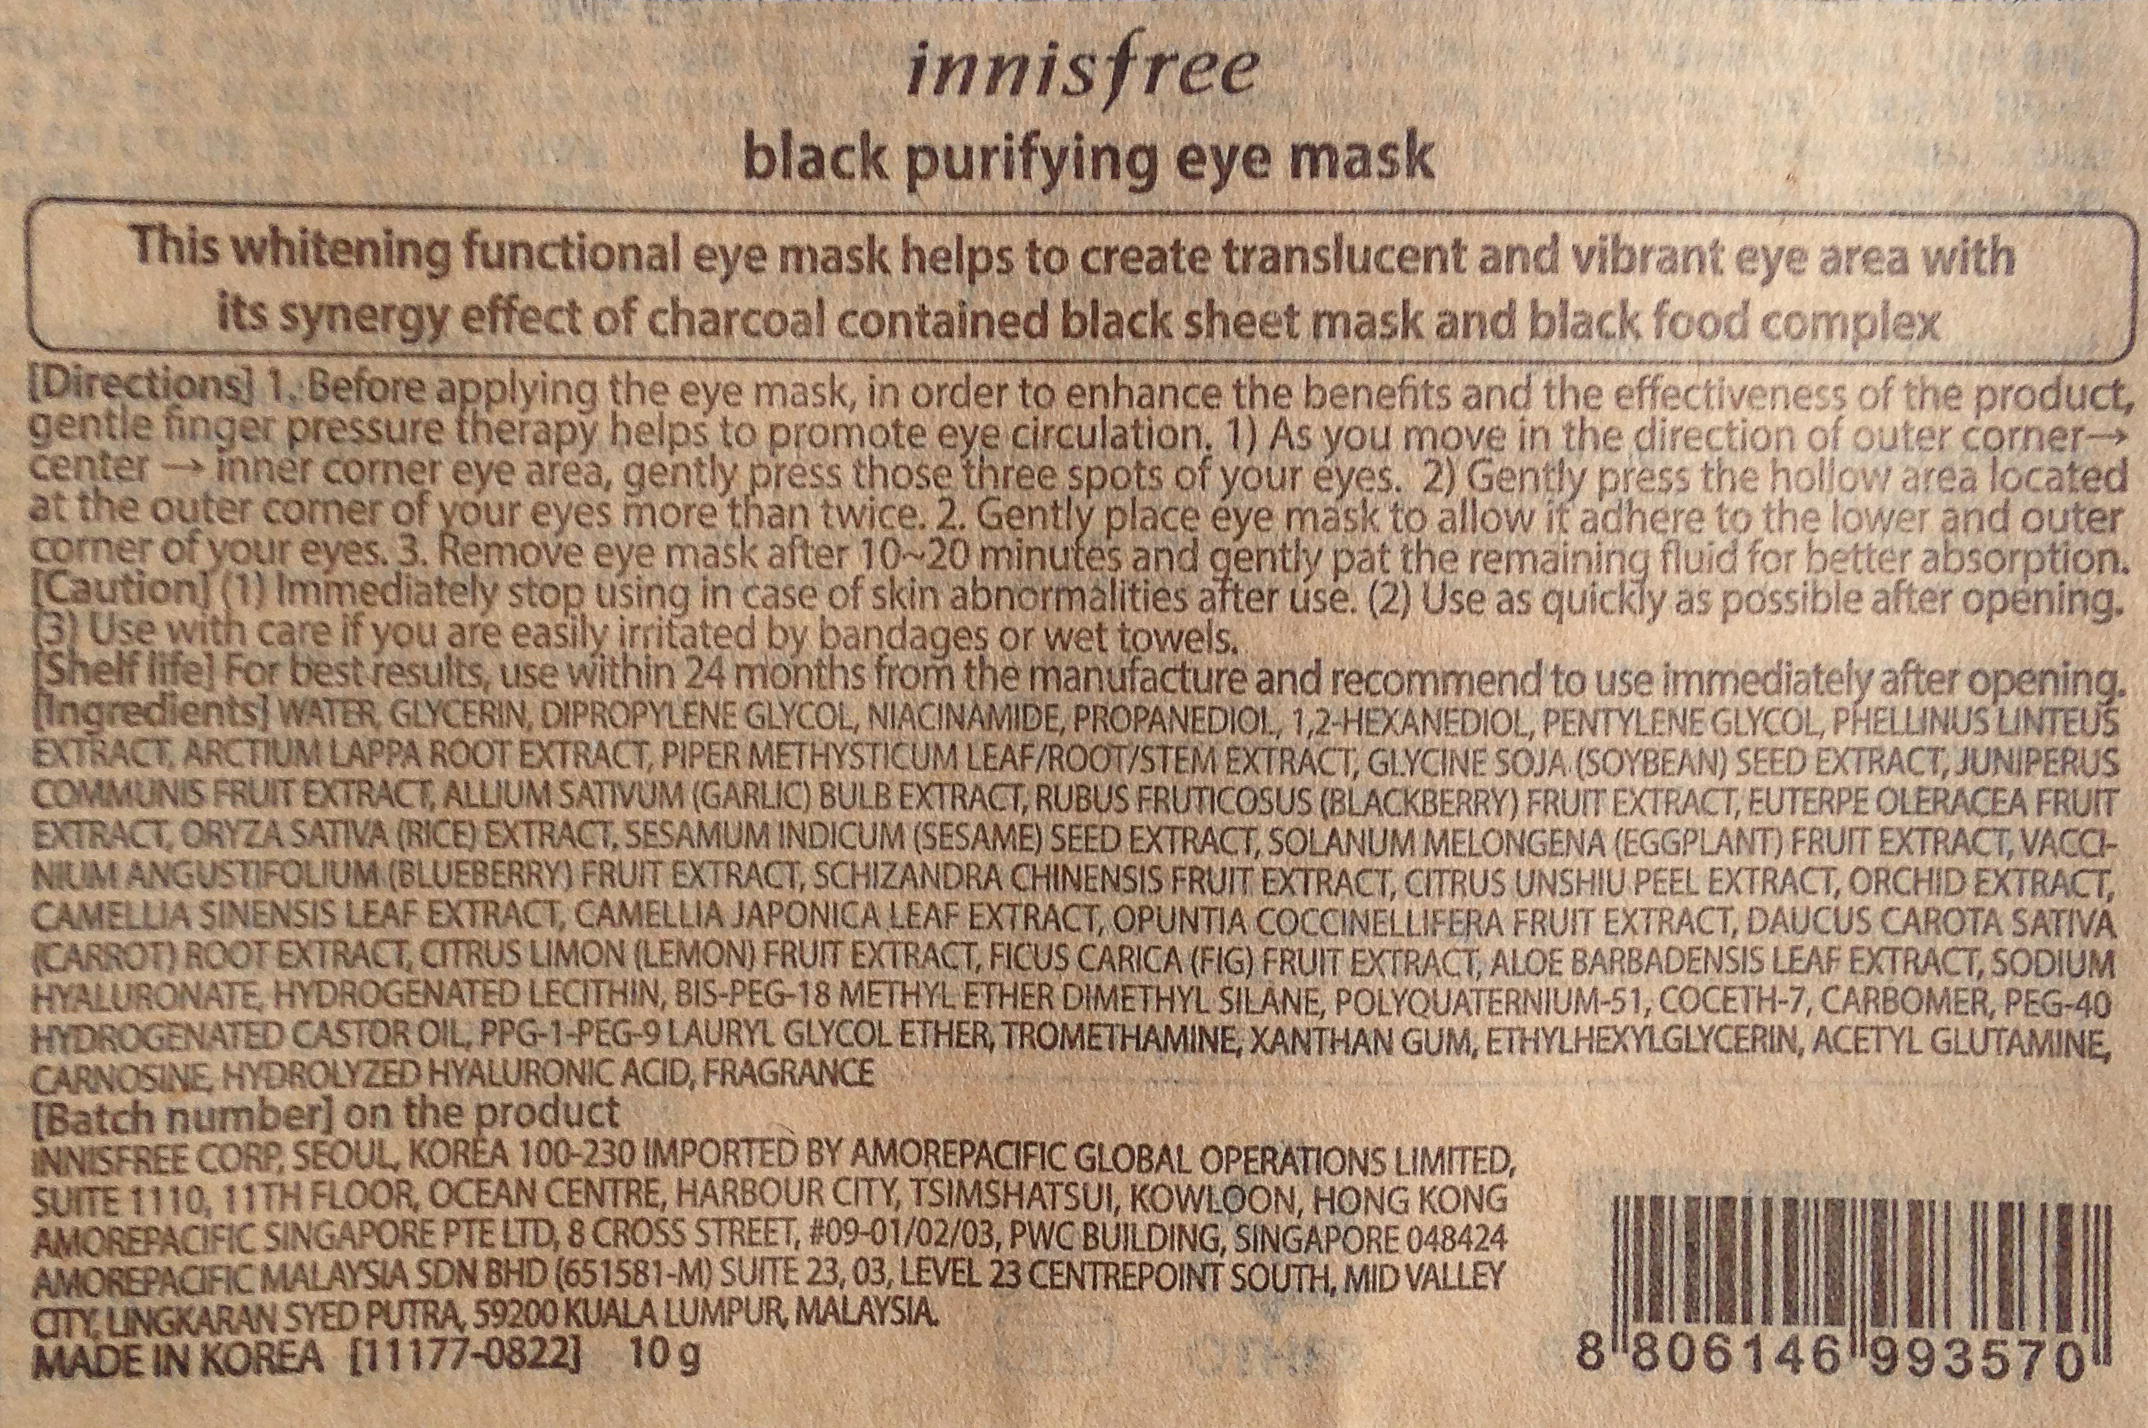 innisfree
black purifying eye mask
This whitening functional eye mask helps to create translucent and vibrant eye area with
its synergy effect of charcoal contained black sheet mask and black food complex
[Directions] 1. Before applying the eye mask, in order to enhance the benefits and the effectiveness of the product,
gentle finger pressure therapy helps to promote eye circulation. 1) As you move in the direction of outer corner→
center → inner corner eye area, gently press those three spots of your eyes. 2) Gently press the hollow area located
at the outer corner of your eyes more than twice. 2. Gently place eye mask to allow it adhere to the lower and outer
corner of your eyes. 3. Remove eye mask after 10~20 minutes and gently pat the remaining fluid for better absorption.
[Caution] (1) Immediately stop using in case of skin abnormalities after use. (2) Use as quickly as possible after opening.
(3) Use with care if you are easily irritated by bandages or wet towels.
[Shelf life] For best results, use within 24 months from the manufacture and recommend to use immediately after opening.
[Ingredients] WATER, GLYCERIN, DIPROPYLENE GLYCOL, NIACINAMIDE, PROPANEDIOL, 1,2-HEXANEDIOL, PENTYLENE GLYCOL, PHELLINUS LINTEUS
EXTRACT, ARCTIUM LAPPA ROOT EXTRACT, PIPER METHYSTICUM LEAF/ROOT/STEM EXTRACT, GLYCINE SOJA (SOYBEAN) SEED EXTRACT, JUNIPERUS
COMMUNIS FRUIT EXTRACT, ALLIUM SATIVUM (GARLIC) BULB EXTRACT, RUBUS FRUTICOSUS (BLACKBERRY) FRUIT EXTRACT, EUTERPE OLERACEA FRUIT
EXTRACT, ORYZA SATIVA (RICE) EXTRACT, SESAMUM INDICUM (SESAME) SEED EXTRACT, SOLANUM MELONGENA (EGGPLANT) FRUIT EXTRACT, VACCI-
NIUM ANGUSTIFOLIUM (BLUEBERRY) FRUIT EXTRACT, SCHIZANDRA CHINENSIS FRUIT EXTRACT, CITRUS UNSHIU PEEL EXTRACT, ORCHID EXTRACT,
CAMELLIA SINENSIS LEAF EXTRACT, CAMELLIA JAPONICA LEAF EXTRACT, OPUNTIA COCCINELLIFERA FRUIT EXTRACT, DAUCUS CAROTA SATIVA
(CARROT) ROOT EXTRACT, CITRUS LIMON (LEMON) FRUIT EXTRACT, FICUS CARICA (FIG) FRUIT EXTRACT, ALOE BARBADENSIS LEAF EXTRACT, SODIUM
HYALURONATE, HYDROGENATED LECITHIN, BIS-PEG-18 METHYL ETHER DIMETHYL SILANE, POLYQUATERNIUM-51, COCETH-7, CARBOMER, PEG-40
HYDROGENATED CASTOR OIL, PPG-1-PEG-9 LAURYL GLYCOL ETHER, TROMETHAMINE, XANTHAN GUM, ETHYLHEXYLGLYCERIN, ACETYL GLUTAMINE,
CARNOSINE, HYDROLYZED HYALURONIC ACID, FRAGRANCE
[Batch number] on the product
INNISFREE CORP, SEOUL, KOREA 100-230 IMPORTED BY AMOREPACIFIC GLOBAL OPERATIONS LIMITED,
SUITE 1110, 11TH FLOOR, OCEAN CENTRE, HARBOUR CITY, TSIMSHATSUI, KOWLOON, HONG KONG
AMOREPACIFIC SINGAPORE PTE LTD, 8 CROSS STREET, #09-01/02/03, PWC BUILDING, SINGAPORE 048424
AMOREPACIFIC MALAYSIA SDN BHD (651581-M) SUITE 23, 03, LEVEL 23 CENTREPOINT SOUTH, MID VALLEY
CITY, LINGKARAN SYED PUTRA, 59200 KUALA LUMPUR, MALAYSIA.
MADE IN KOREA [11177-0822] 10 g
8 806146 993570